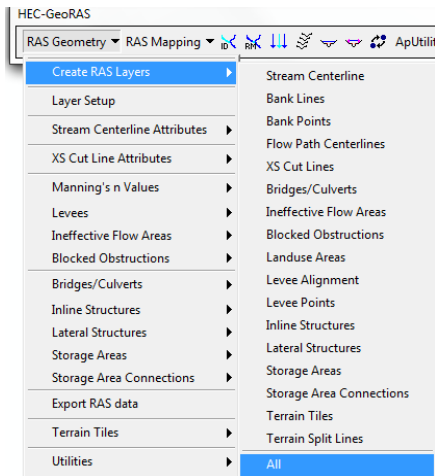 HEC-GeoRAS
RAS Geometry RAS Mapping ID RM ApUtilit
Create RAS Layers
Layer Setup
Stream Centerline Attributes
XS Cut Line Attributes
Manning's n Values
Levees
Ineffective Flow Areas
Blocked Obstructions
Bridges/Culverts
Inline Structures
Lateral Structures
Storage Areas
Storage Area Connections
Export RAS data
Terrain Tiles
Utilities
Stream Centerline
Bank Lines
Bank Points
Flow Path Centerlines
XS Cut Lines
Bridges/Culverts
Ineffective Flow Areas
Blocked Obstructions
Landuse Areas
Levee Alignment
Levee Points
Inline Structures
Lateral Structures
Storage Areas
Storage Area Connections
Terrain Tiles
Terrain Split Lines
All